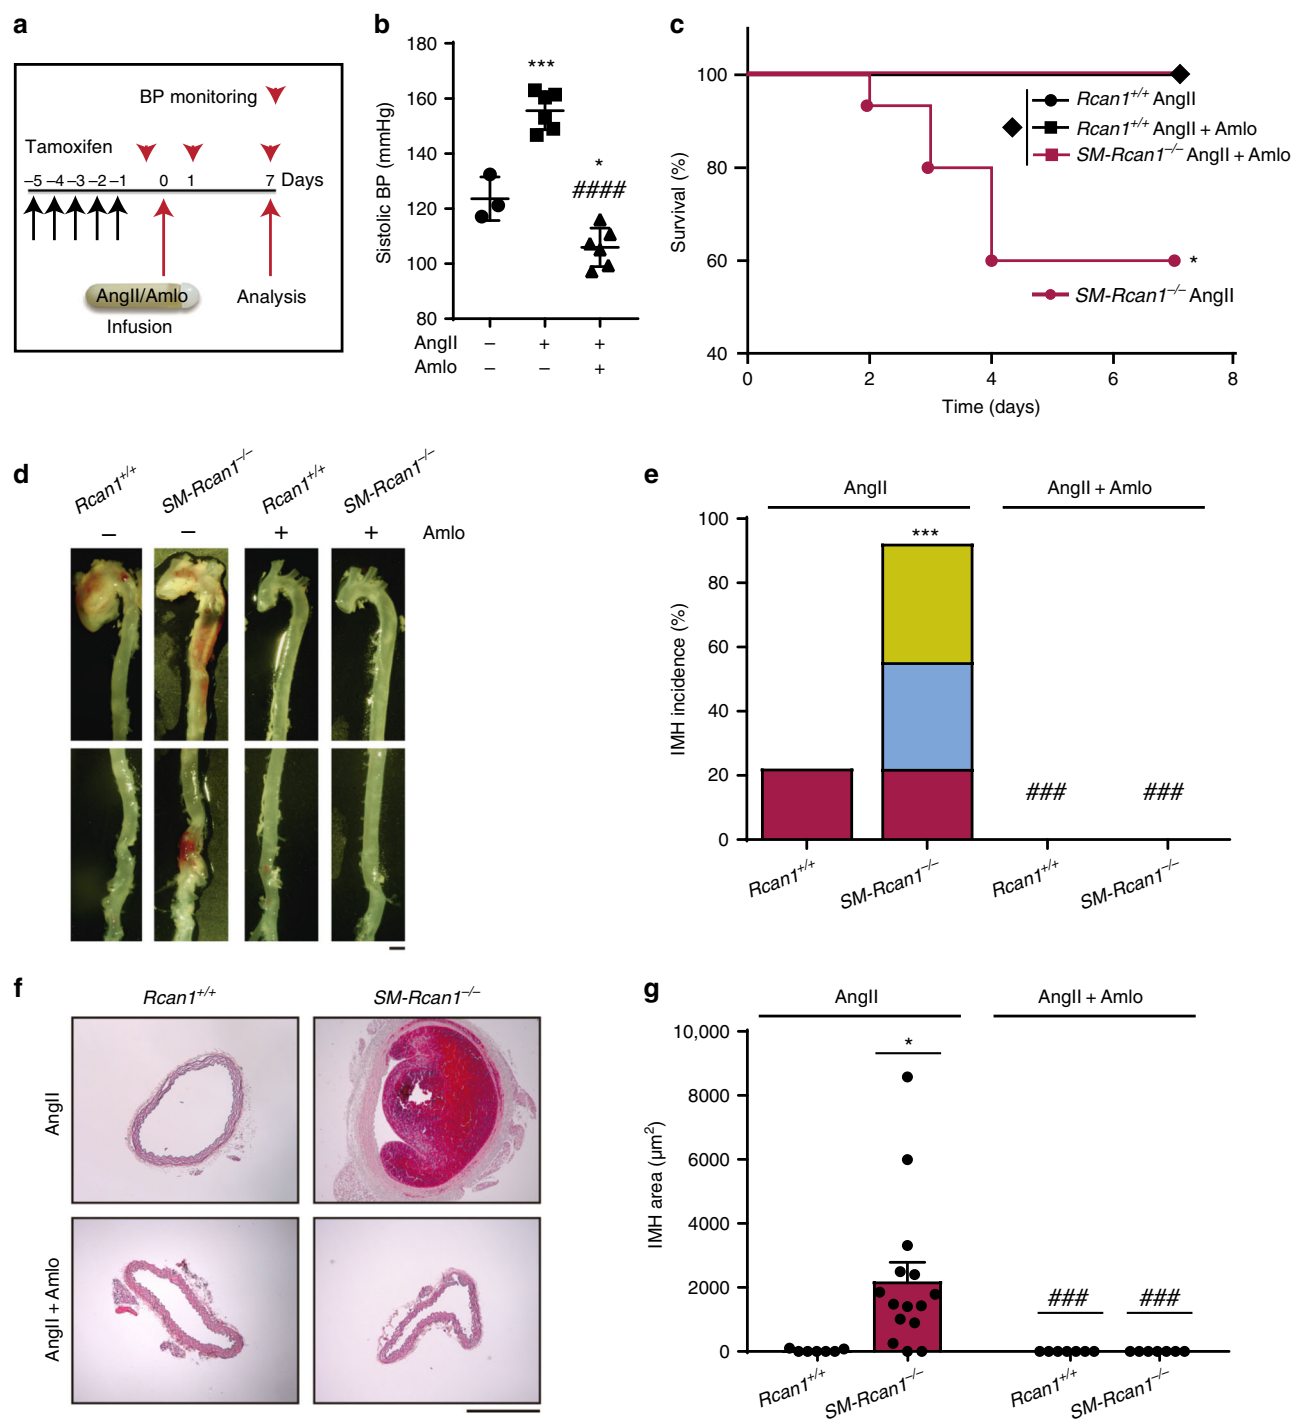 a
BP monitoring
Tamoxifen
–5 –4 –3 –2 –1 0 1 7 Days
AngII/Amlo
Infusion
Analysis
b
Sistolic BP (mmHg)
180
160
140
120
100
80
***
*
####
AngII – + +
Amlo – – +
c
Survival (%)
100
80
60
40
Rcan1+/+ AngII
Rcan1+/+ AngII + Amlo
SM-Rcan1–/– AngII + Amlo
*
SM-Rcan1–/– AngII
0 2 4 6 8
Time (days)
d
Rcan1+/+ SM-Rcan1–/– Rcan1+/+ SM-Rcan1–/–
– – + + Amlo
e
AngII AngII + Amlo
IMH incidence (%)
100
80
60
40
20
0
***
### ###
Rcan1+/+ SM-Rcan1–/– Rcan1+/+ SM-Rcan1–/–
f
Rcan1+/+ SM-Rcan1–/–
AngII
AngII + Amlo
g
AngII AngII + Amlo
IMH area (µm²)
10,000
8000
6000
4000
2000
0
*
### ###
Rcan1+/+ SM-Rcan1–/– Rcan1+/+ SM-Rcan1–/–